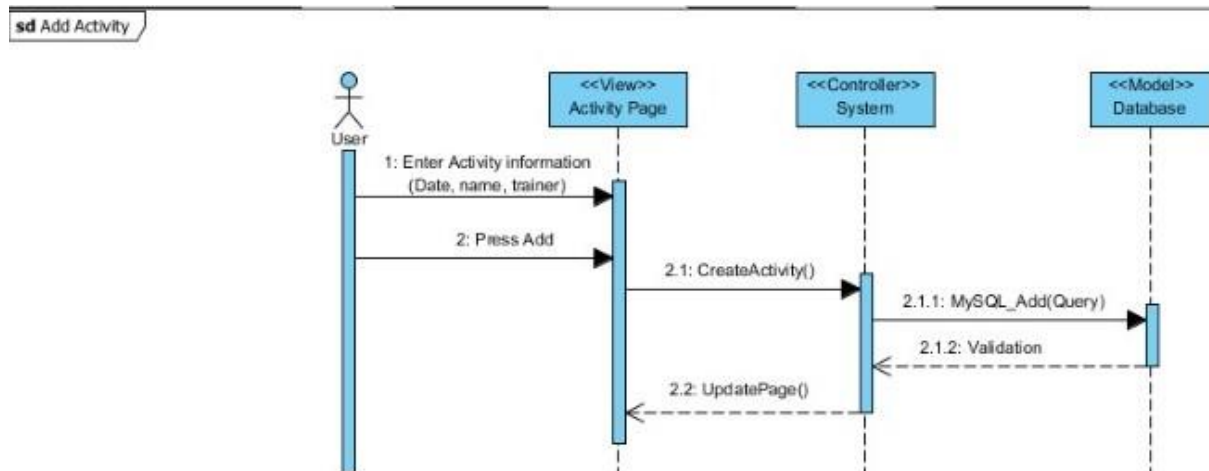 sd Add Activity
<<View>>
Activity Page
<<Controller>>
System
<<Model>>
Database
User
1: Enter Activity information
(Date, name, trainer)
2: Press Add
2.1: CreateActivity()
2.1.1: MySQL_Add(Query)
2.1.2: Validation
2.2: UpdatePage()